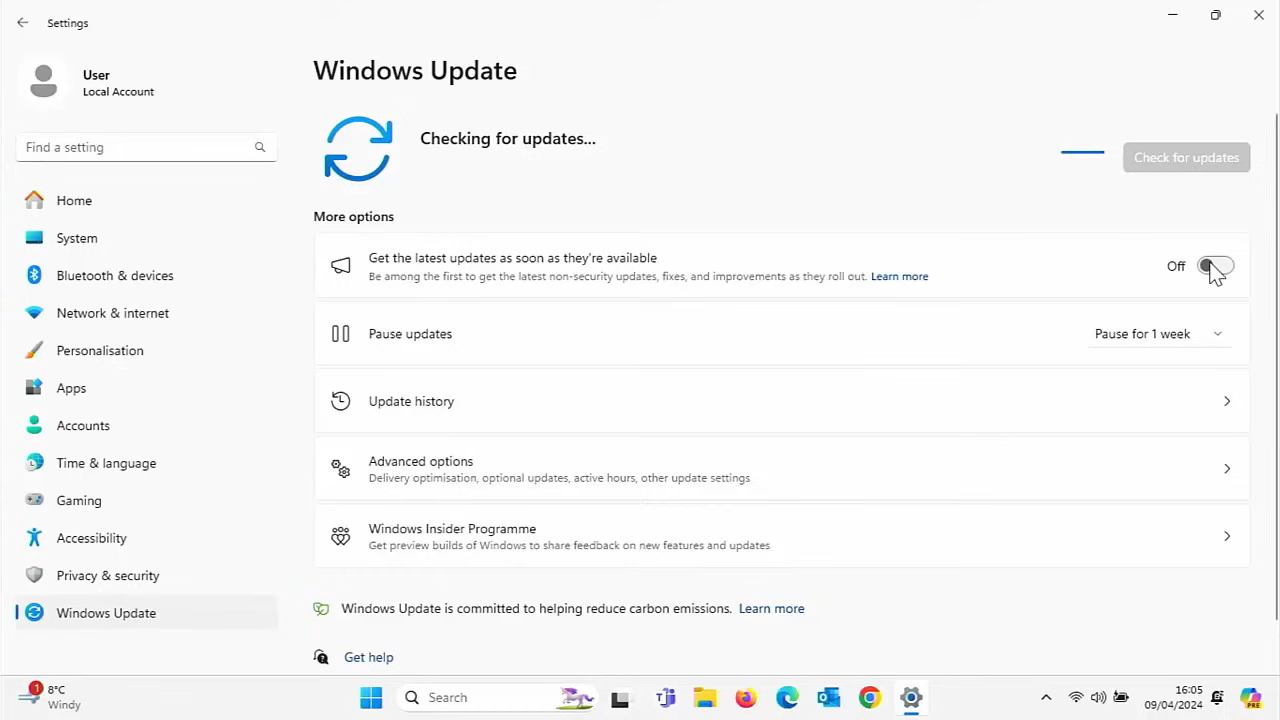 Settings
User
Local Account
Find a setting
Home
System
Bluetooth & devices
Network & internet
Personalisation
Apps
Accounts
Time & language
Gaming
Accessibility
Privacy & security
Windows Update
Windows Update
Checking for updates...
Check for updates
More options
Get the latest updates as soon as they're available
Be among the first to get the latest non-security updates, fixes, and improvements as they roll out. Learn more
Off
Pause updates
Pause for 1 week
Update history
Advanced options
Delivery optimisation, optional updates, active hours, other update settings
Windows Insider Programme
Get preview builds of Windows to share feedback on new features and updates
Windows Update is committed to helping reduce carbon emissions. Learn more
Get help
1
8°C
Windy
Search
16:05
09/04/2024
PRE